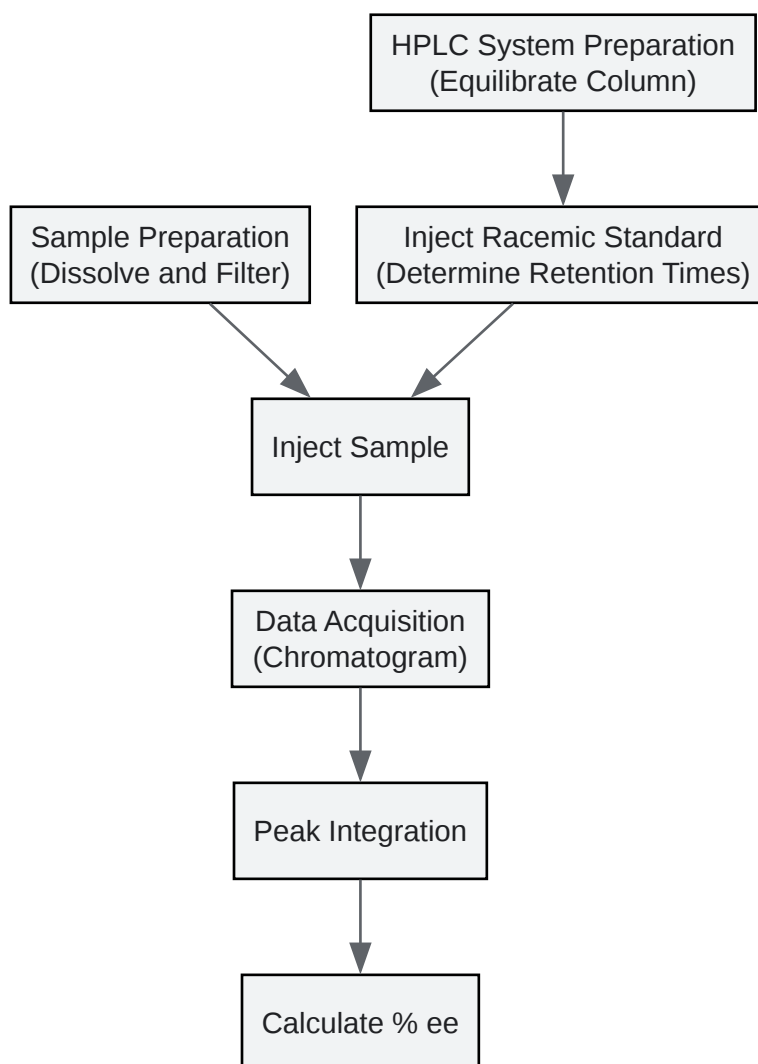 HPLC System Preparation
(Equilibrate Column)
Sample Preparation
(Dissolve and Filter)
Inject Racemic Standard
(Determine Retention Times)
Inject Sample
Data Acquisition
(Chromatogram)
Peak Integration
Calculate % ee